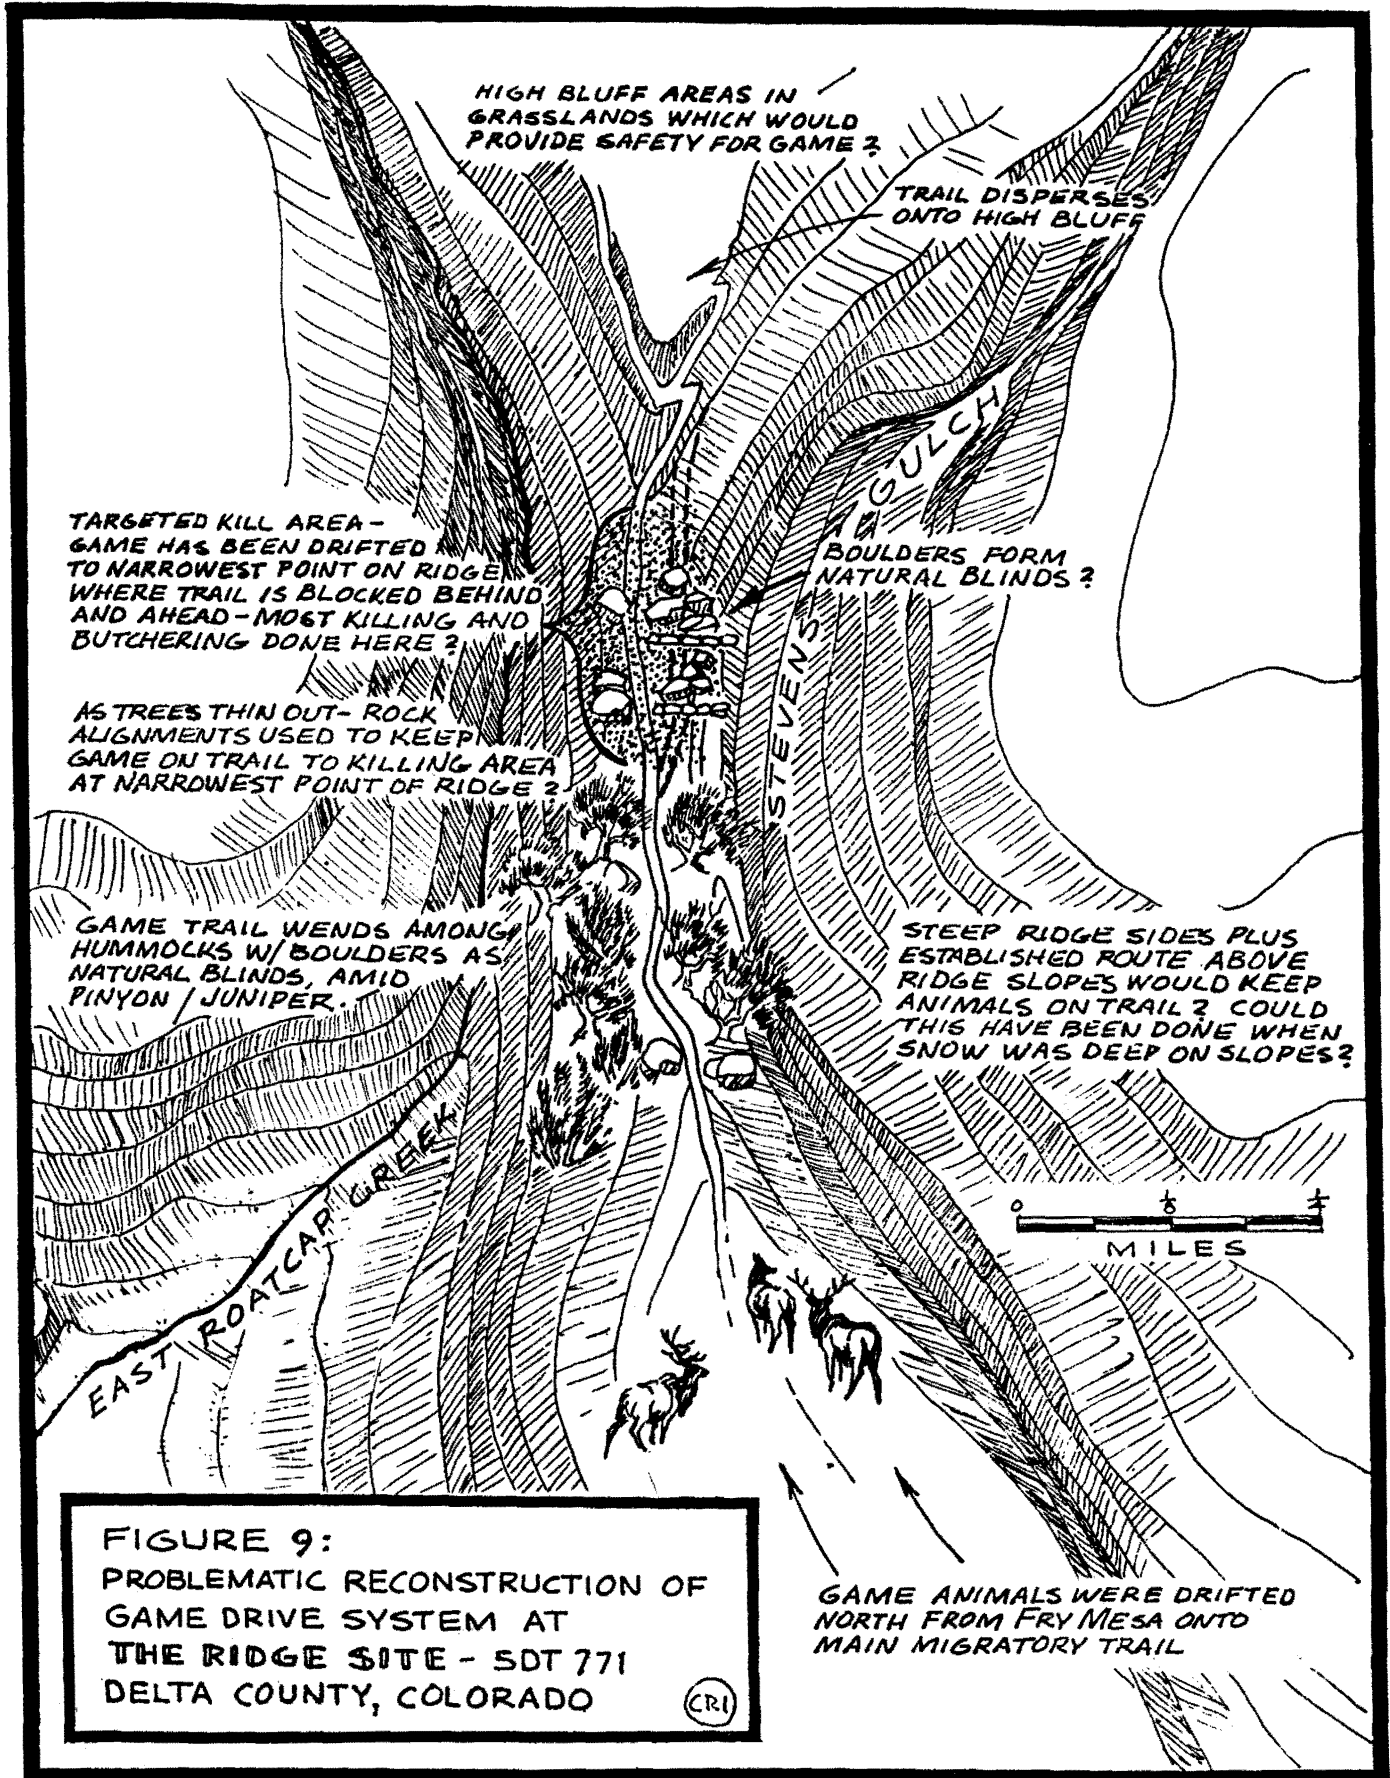 HIGH BLUFF AREAS IN
GRASSLANDS WHICH WOULD
PROVIDE SAFETY FOR GAME?
TRAIL DISPERSES
ONTO HIGH BLUFF
TARGETED KILL AREA-
GAME HAS BEEN DRIFTED
TO NARROWEST POINT ON RIDGE
WHERE TRAIL IS BLOCKED BEHIND
AND AHEAD-MOST KILLING AND
BUTCHERING DONE HERE?
STEVENS GULCH
BOULDERS FORM
NATURAL BLINDS?
AS TREES THIN OUT- ROCK
ALIGNMENTS USED TO KEEP
GAME ON TRAIL TO KILLING AREA
AT NARROWEST POINT OF RIDGE?
GAME TRAIL WENDS AMONG
HUMMOCKS W/BOULDERS AS
NATURAL BLINDS, AMID
PINYON/JUNIPER.
STEEP RIDGE SIDES PLUS
ESTABLISHED ROUTE ABOVE
RIDGE SLOPES WOULD KEEP
ANIMALS ON TRAIL? COULD
THIS HAVE BEEN DONE WHEN
SNOW WAS DEEP ON SLOPES?
EAST ROATCAP CREEK
0 1/8 1/4
MILES
GAME ANIMALS WERE DRIFTED
NORTH FROM FRY MESA ONTO
MAIN MIGRATORY TRAIL
FIGURE 9:
PROBLEMATIC RECONSTRUCTION OF
GAME DRIVE SYSTEM AT
THE RIDGE SITE - 5DT 771
DELTA COUNTY, COLORADO
CRI